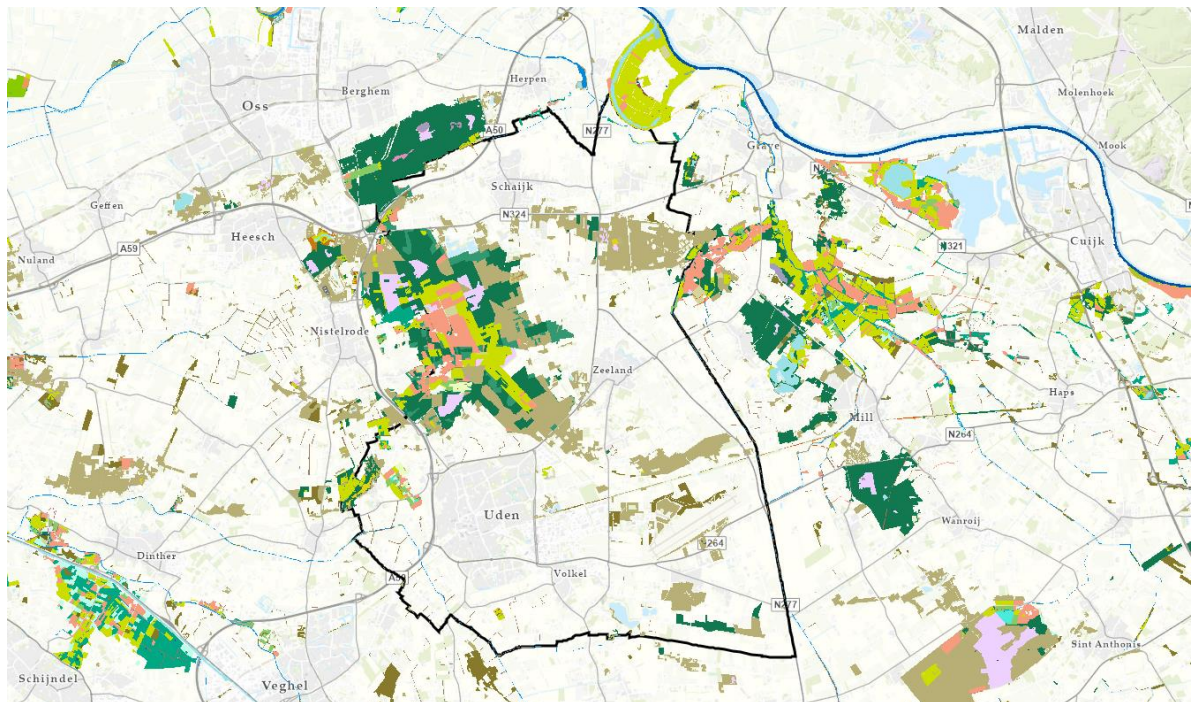 Malden
Herpen
Berghem
Molenhoek
Oss
A50
N277
Grave
Mook
Schaijk
Geffen
N324
Heesch
A59
N321
Cuijk
Nuland
Nistelrode
Zeeland
Haps
Mill
N264
Uden
Wanroij
N264
Dinther
Volkel
N277
Sint Anthonis
Schijndel
Veghel